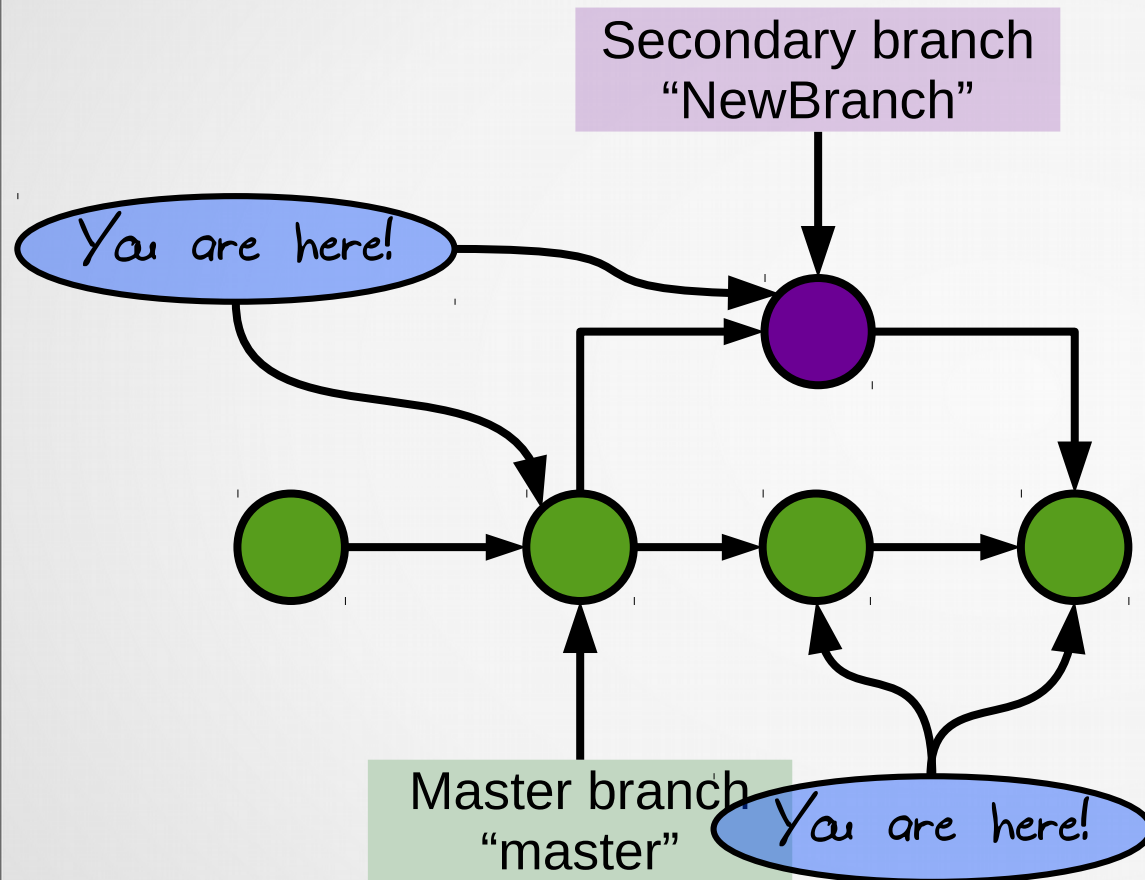 Secondary branch
“NewBranch”
You are here!
Master branch
“master”
You are here!